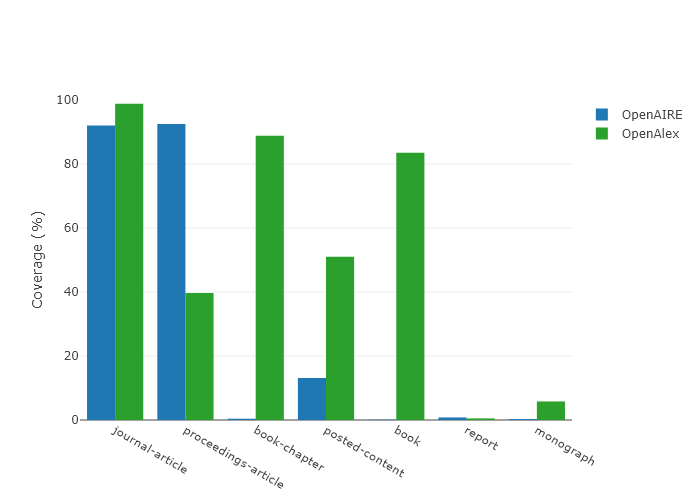 100
80
60
40
20
0
Coverage (%)
journal-article
proceedings-article
book-chapter
posted-content
book
report
monograph
OpenAIRE
OpenAlex